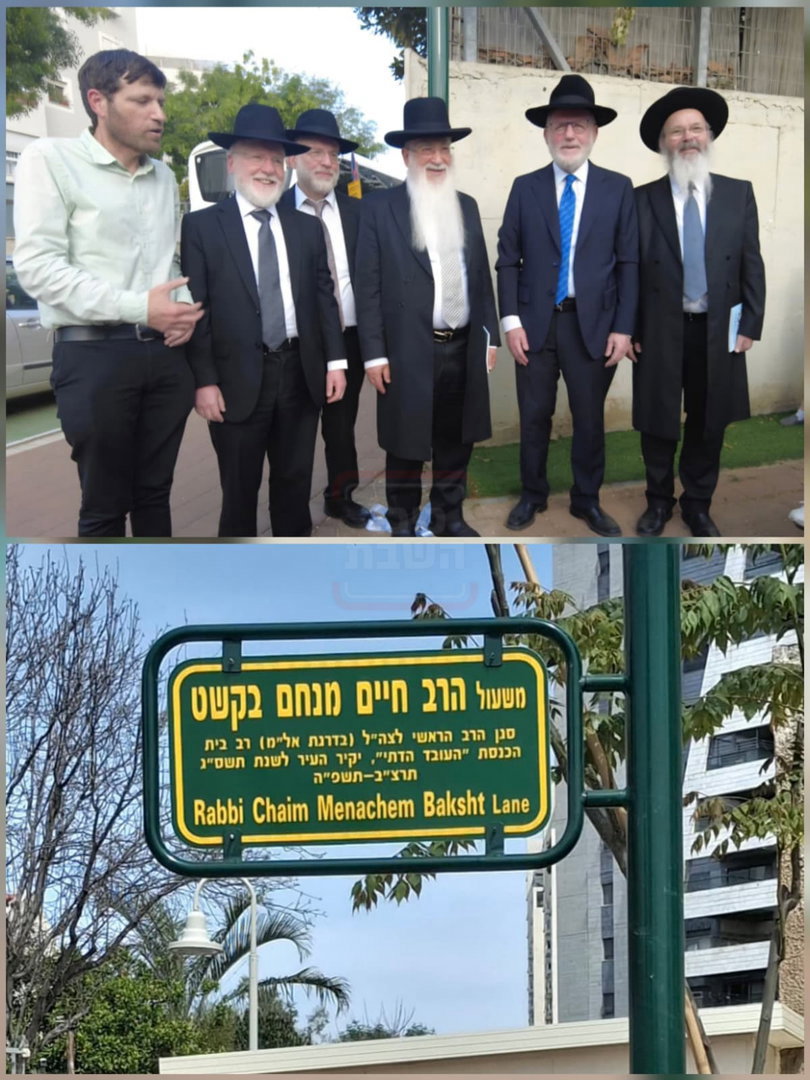 משעול הרב חיים מנחם בקשט
סגן הרב הראשי לצה"ל (בדרגת אל"מ) רב בית
הכנסת "העובד הדתי", יקיר העיר לשנת תשס"ג
תרצ"ב-תשפ"ה
Rabbi Chaim Menachem Baksht Lane